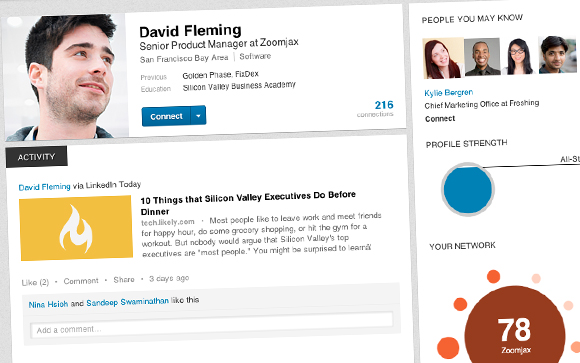 David Fleming
Senior Product Manager at Zoomjax
San Francisco Bay Area | Software
Previous Golden Phase, FizDex
Education Silicon Valley Business Academy
Connect
216
connections
ACTIVITY
David Fleming via LinkedIn Today
10 Things that Silicon Valley Executives Do Before
Dinner
tech.likely.com • Most people like to leave work and meet friends
for happy hour, do some grocery shopping, or hit the gym for a
workout. But nobody would argue that Silicon Valley's top
executives are "most people." You might be surprised to learnâ
Like (2) • Comment • Share • 3 days ago
Nina Hsioh and Sandeep Swaminathan like this
Add a comment...
PEOPLE YOU MAY KNOW
Kylie Bergren
Chief Marketing Office at Freshing
Connect
PROFILE STRENGTH
All-St
YOUR NETWORK
78
Zoomjax